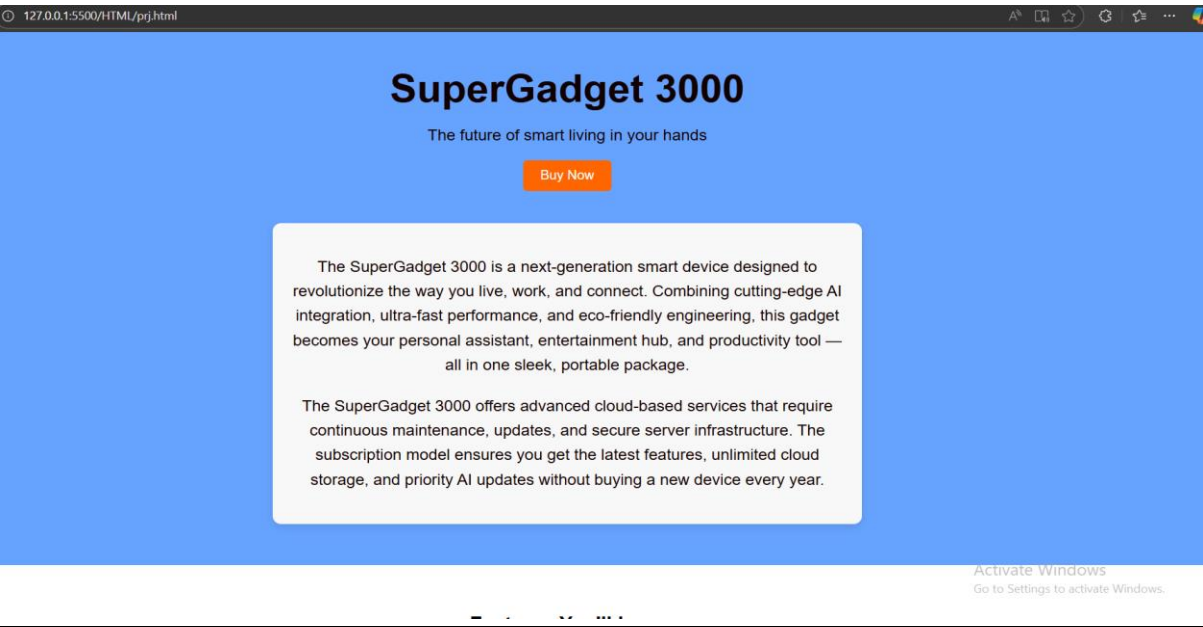 127.0.0.1:5500/HTML/prj.html
SuperGadget 3000
The future of smart living in your hands
Buy Now
The SuperGadget 3000 is a next-generation smart device designed to
revolutionize the way you live, work, and connect. Combining cutting-edge AI
integration, ultra-fast performance, and eco-friendly engineering, this gadget
becomes your personal assistant, entertainment hub, and productivity tool —
all in one sleek, portable package.
The SuperGadget 3000 offers advanced cloud-based services that require
continuous maintenance, updates, and secure server infrastructure. The
subscription model ensures you get the latest features, unlimited cloud
storage, and priority AI updates without buying a new device every year.
Activate Windows
Go to Settings to activate Windows.